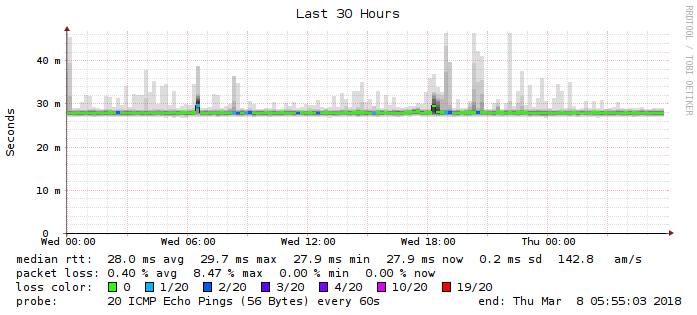 Last 30 Hours
RRDTOOL / TOBI OETIKER
Seconds
40 m
30 m
20 m
10 m
0
Wed 00:00 Wed 06:00 Wed 12:00 Wed 18:00 Thu 00:00
median rtt: 28.0 ms avg 29.7 ms max 27.9 ms min 27.9 ms now 0.2 ms sd 142.8 am/s
packet loss: 0.40 % avg 8.47 % max 0.00 % min 0.00 % now
loss color: 0 1/20 2/20 3/20 4/20 10/20 19/20
probe: 20 ICMP Echo Pings (56 Bytes) every 60s end: Thu Mar 8 05:55:03 2018